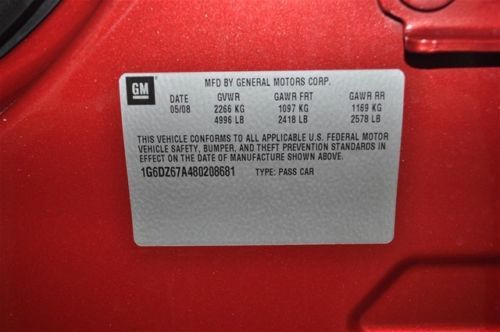 GM
MFD BY GENERAL MOTORS CORP.
DATE GVWR GAWR FRT GAWR RR
05/08 2266 KG 1097 KG 1169 KG
4996 LB 2418 LB 2578 LB
THIS VEHICLE CONFORMS TO ALL APPLICABLE U.S. FEDERAL MOTOR
VEHICLE SAFETY, BUMPER, AND THEFT PREVENTION STANDARDS IN
EFFECT ON THE DATE OF MANUFACTURE SHOWN ABOVE.
1G6DZ67A480208681 TYPE: PASS CAR